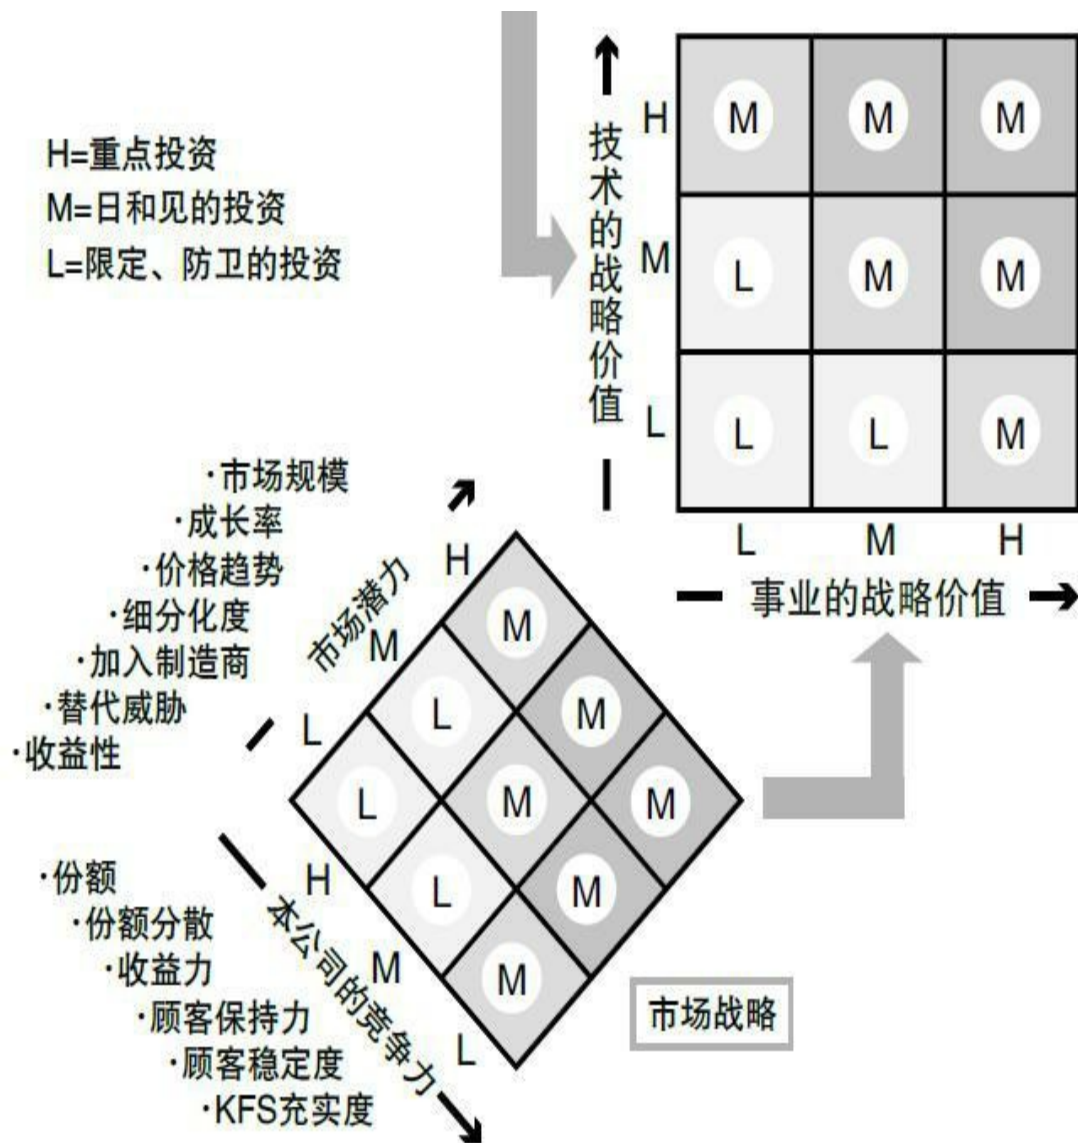 H=重点投资
M=日和见的投资
L=限定、防卫的投资
技术的战略价值
H M M M
M L M M
L L L M
L M H
事业的战略价值
·市场规模
·成长率
·价格趋势
·细分化度
·加入制造商
·替代威胁
·收益性
市场潜力
H
M
L
M
L M
L M M
L M
M
H
M
L
本公司的竞争力
·份额
·份额分散
·收益力
·顾客保持力
·顾客稳定度
·KFS充实度
市场战略